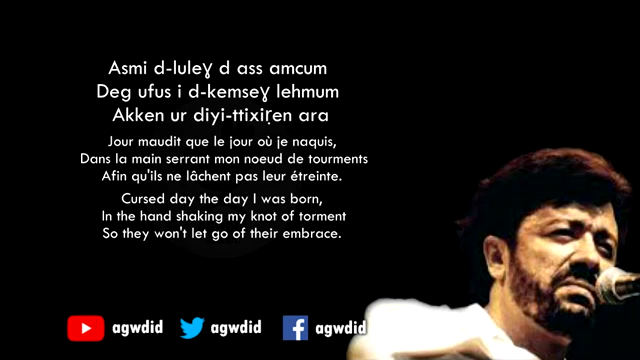 Asmi d-luleɣ d ass amcum
Deg ufus i d-kemseɣ lehmum
Akken ur diyi-ttixiṛen ara
Jour maudit que le jour où je naquis,
Dans la main serrant mon noeud de tourments
Afin qu'ils ne lâchent pas leur étreinte.
Cursed day the day I was born,
In the hand shaking my knot of torment
So they won't let go of their embrace.
agwdid agwdid agwdid